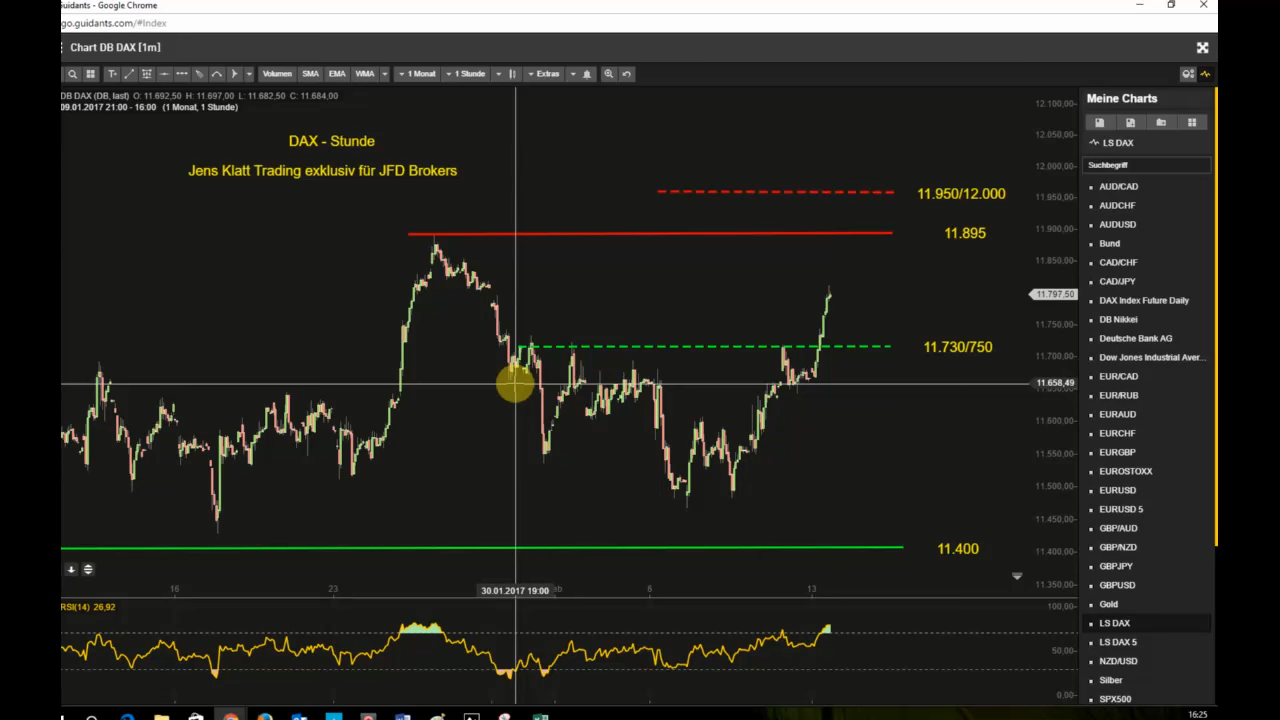 Guidants - Google Chrome
go.guidants.com/#Index
Chart DB DAX [1m]
Volumen SMA EMA WMA 1 Monat 1 Stunde Extras
DB DAX (DB, last) O: 11.692,50 H: 11.697,00 L: 11.682,50 C: 11.684,00
09.01.2017 21:00 - 16:00 (1 Monat, 1 Stunde)
DAX - Stunde
Jens Klatt Trading exklusiv für JFD Brokers
11.950/12.000
11.895
11.730/750
11.400
12.100,00
12.050,00
12.000,00
11.950,00
11.900,00
11.850,00
11.797,50
11.750,00
11.700,00
11.658,49
11.600,00
11.550,00
11.500,00
11.450,00
11.400,00
11.350,00
16 23 30.01.2017 19:00 6 13
RSI(14) 26,92
100,00
50,00
0,00
Meine Charts
LS DAX
Suchbegriff
AUD/CAD
AUDCHF
AUDUSD
Bund
CAD/CHF
CAD/JPY
DAX Index Future Daily
DB Nikkei
Deutsche Bank AG
Dow Jones Industrial Aver...
EUR/CAD
EUR/RUB
EURAUD
EURCHF
EURGBP
EUROSTOXX
EURUSD
EURUSD 5
GBP/AUD
GBP/NZD
GBPJPY
GBPUSD
Gold
LS DAX
LS DAX 5
NZD/USD
Silber
SPX500
16:25